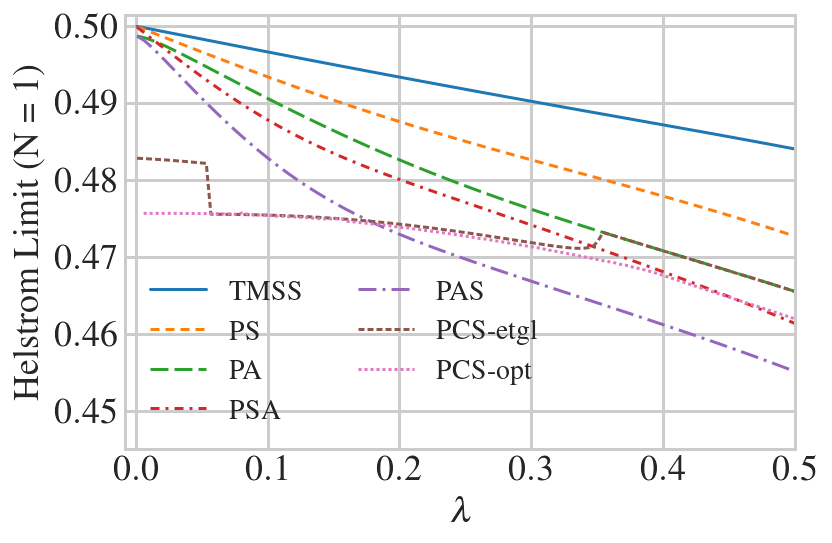 0.50
0.49
0.48
0.47
0.46
0.45
Helstrom Limit (N = 1)
TMSS
PS
PA
PSA
PAS
PCS-etgl
PCS-opt
0.0 0.1 0.2 0.3 0.4 0.5
λ